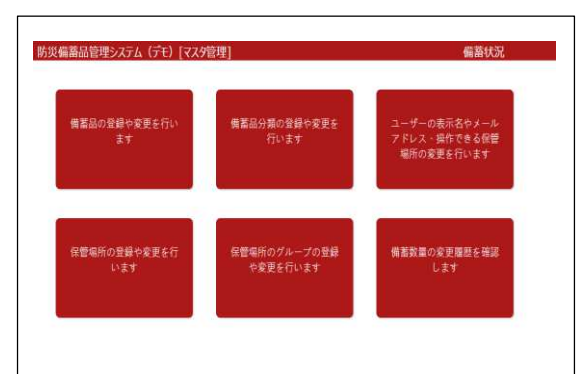 防災備蓄品管理システム（デモ）[マスタ管理]
備蓄状況
備蓄品の登録や変更を行い
ます
備蓄品分類の登録や変更を
行います
ユーザーの表示名やメール
アドレス・操作できる保管
場所の変更を行います
保管場所の登録や変更を行
います
保管場所のグループの登録
や変更を行います
備蓄数量の変更履歴を確認
します